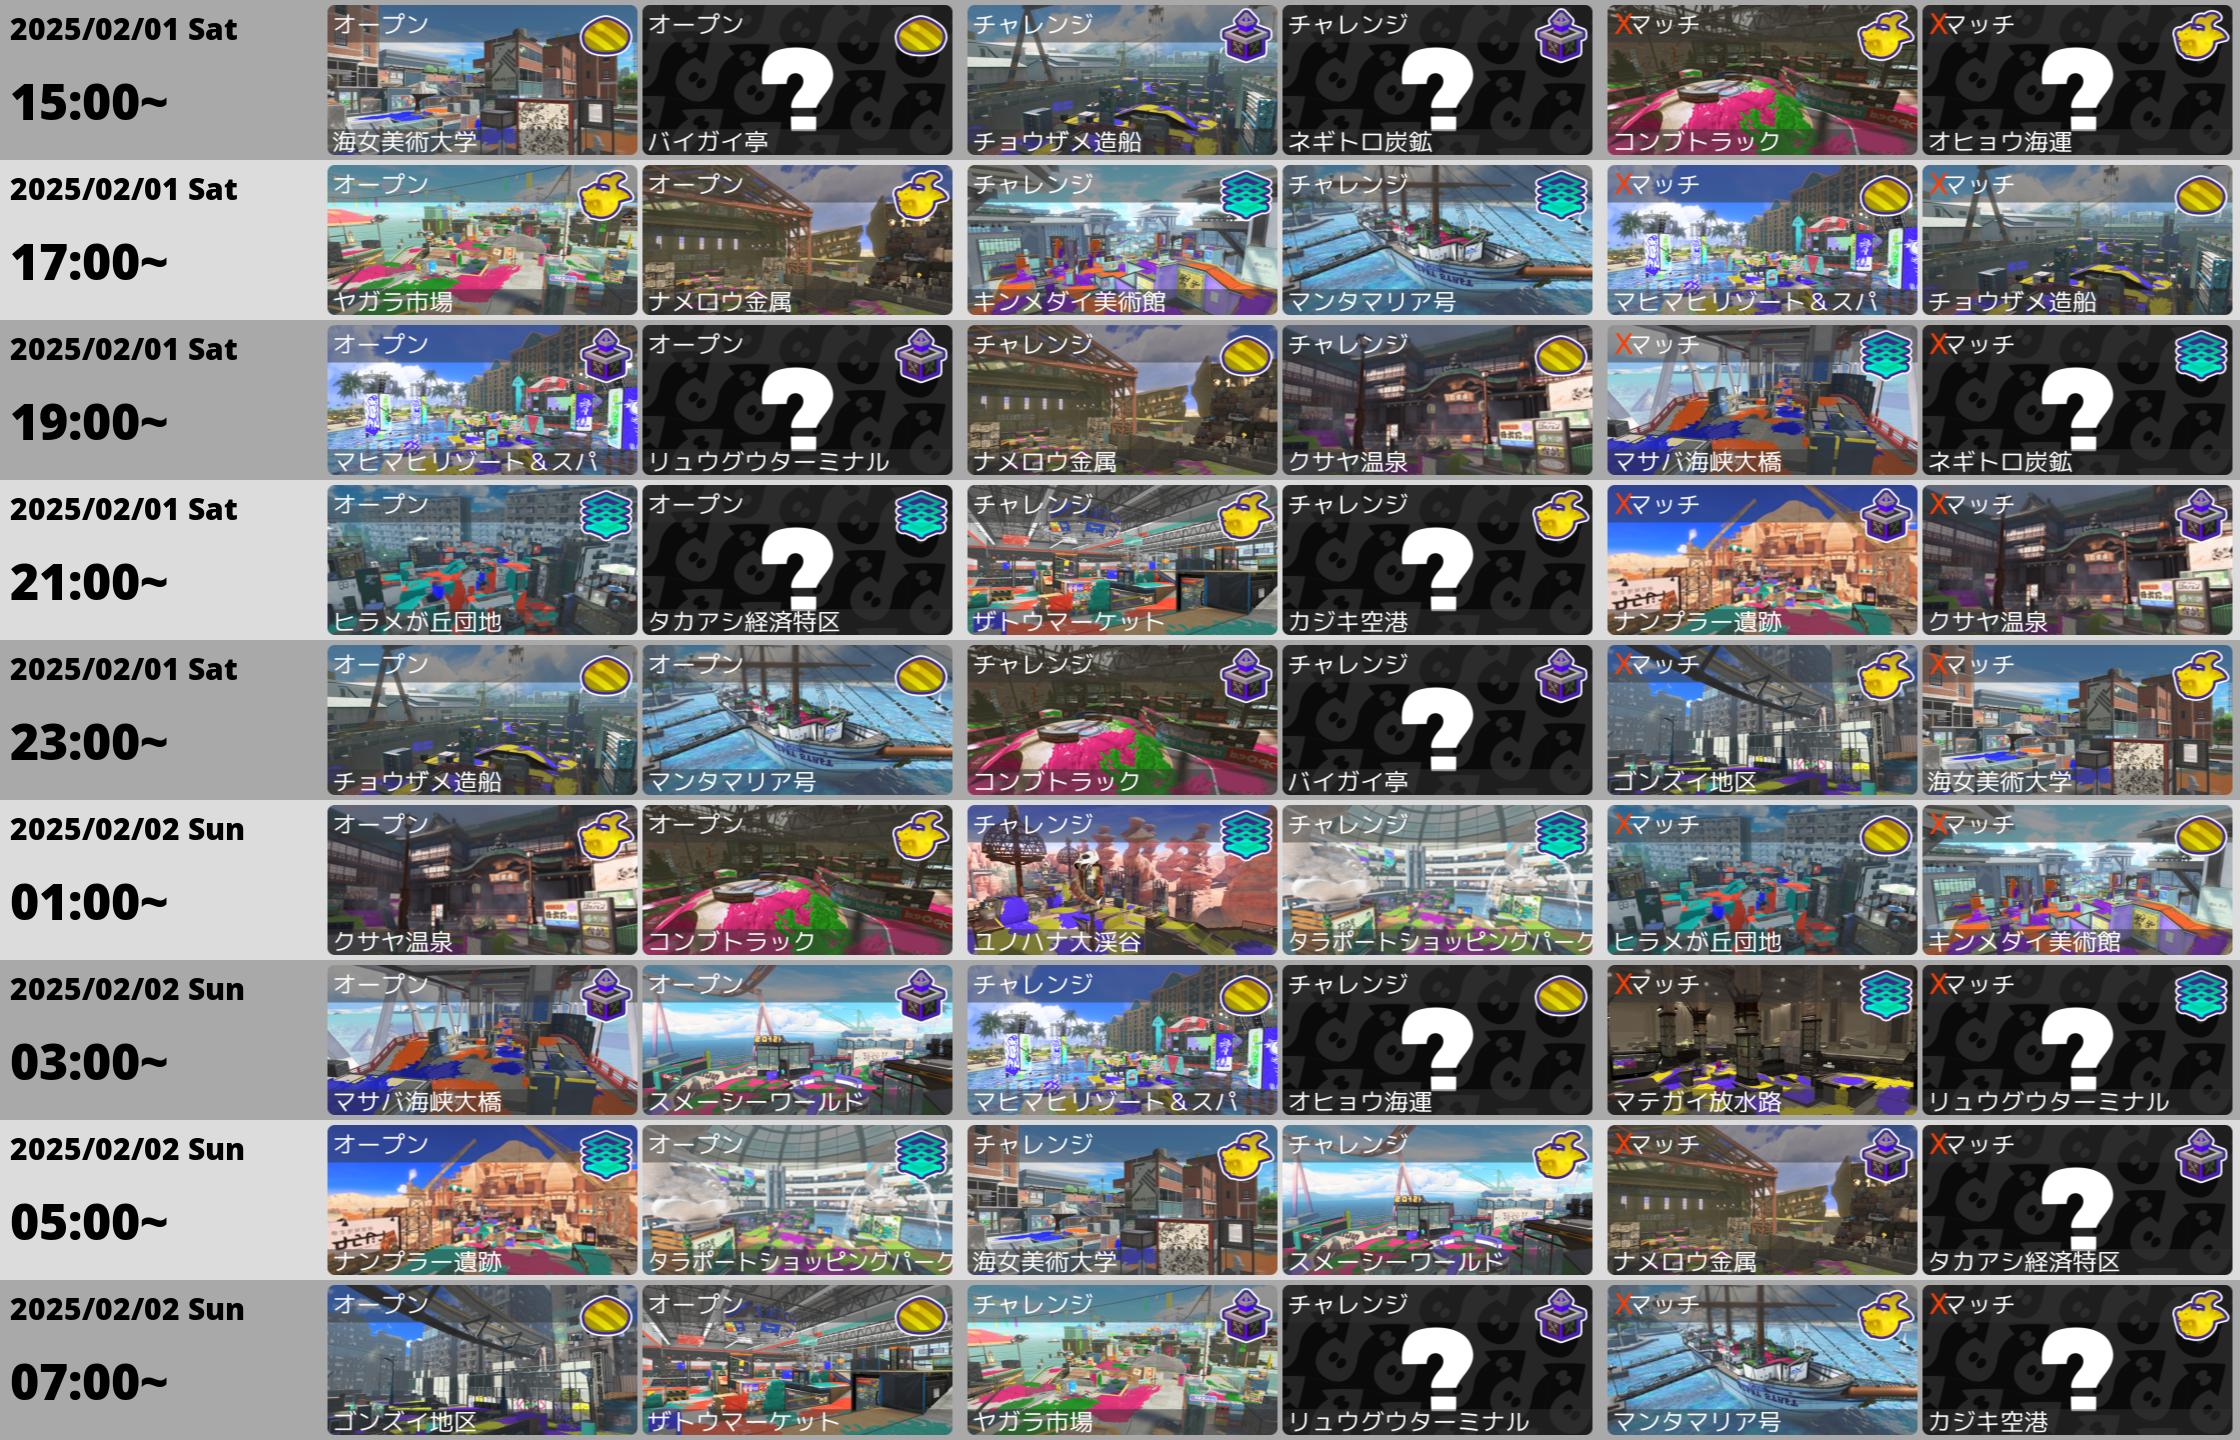 2025/02/01 Sat
15:00~
オープン
海女美術大学
オープン
バイガイ亭
チャレンジ
チョウザメ造船
チャレンジ
ネギトロ炭鉱
Xマッチ
コンブトラック
Xマッチ
オヒョウ海運
2025/02/01 Sat
17:00~
オープン
ヤガラ市場
オープン
ナメロウ金属
チャレンジ
キンメダイ美術館
チャレンジ
マンタマリア号
Xマッチ
マヒマヒリゾート＆スパ
Xマッチ
チョウザメ造船
2025/02/01 Sat
19:00~
オープン
マヒマヒリゾート＆スパ
オープン
リュウグウターミナル
チャレンジ
ナメロウ金属
チャレンジ
クサヤ温泉
Xマッチ
マサバ海峡大橋
Xマッチ
ネギトロ炭鉱
2025/02/01 Sat
21:00~
オープン
ヒラメが丘団地
オープン
タカアシ経済特区
チャレンジ
ザトウマーケット
チャレンジ
カジキ空港
Xマッチ
ナンプラー遺跡
Xマッチ
クサヤ温泉
2025/02/01 Sat
23:00~
オープン
チョウザメ造船
オープン
マンタマリア号
チャレンジ
コンブトラック
チャレンジ
バイガイ亭
Xマッチ
ゴンズイ地区
Xマッチ
海女美術大学
2025/02/02 Sun
01:00~
オープン
クサヤ温泉
オープン
コンブトラック
チャレンジ
ユノハナ大渓谷
チャレンジ
タラポートショッピングパーク
Xマッチ
ヒラメが丘団地
Xマッチ
キンメダイ美術館
2025/02/02 Sun
03:00~
オープン
マサバ海峡大橋
オープン
スメーシーワールド
チャレンジ
マヒマヒリゾート＆スパ
チャレンジ
オヒョウ海運
Xマッチ
マテガイ放水路
Xマッチ
リュウグウターミナル
2025/02/02 Sun
05:00~
オープン
ナンプラー遺跡
オープン
タラポートショッピングパーク
チャレンジ
海女美術大学
チャレンジ
スメーシーワールド
Xマッチ
ナメロウ金属
Xマッチ
タカアシ経済特区
2025/02/02 Sun
07:00~
オープン
ゴンズイ地区
オープン
ザトウマーケット
チャレンジ
ヤガラ市場
チャレンジ
リュウグウターミナル
Xマッチ
マンタマリア号
Xマッチ
カジキ空港